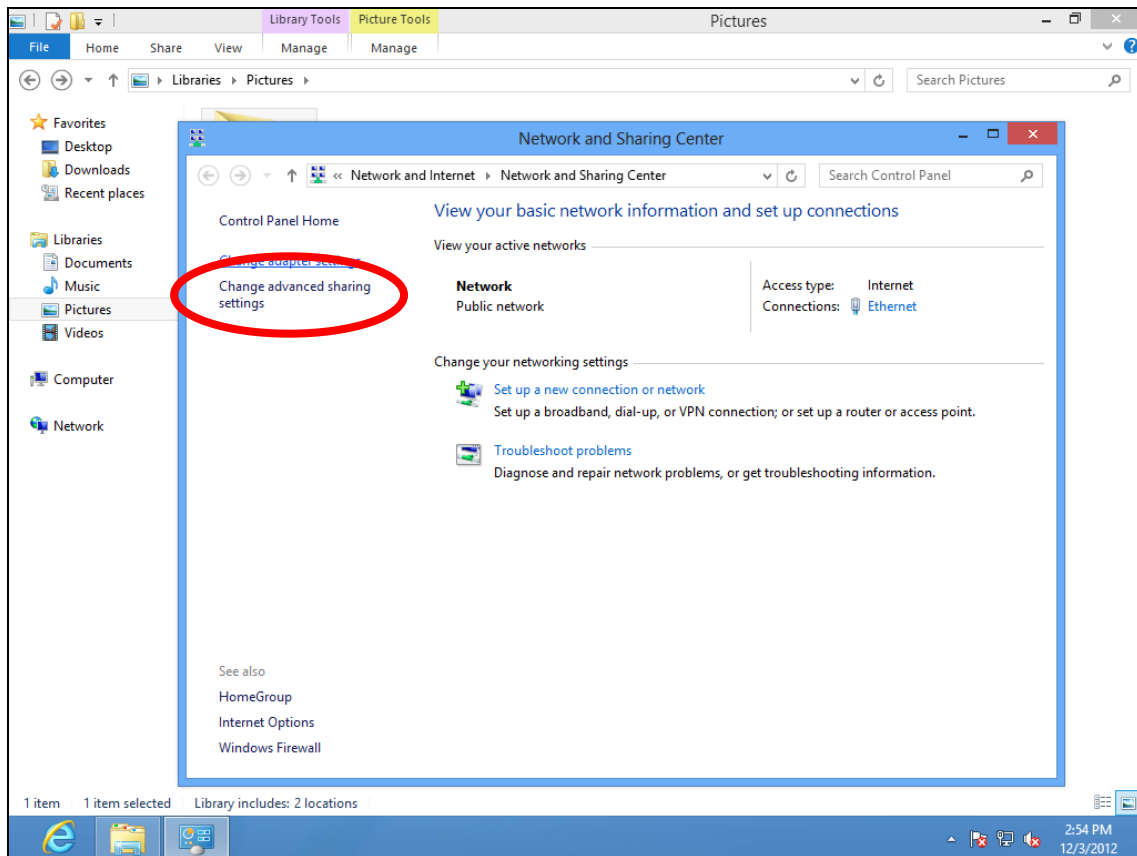 Library Tools Picture Tools Pictures
File Home Share View Manage Manage
Libraries Pictures Search Pictures
Favorites
Desktop
Downloads
Recent places
Libraries
Documents
Music
Pictures
Videos
Computer
Network
Network and Sharing Center
« Network and Internet Network and Sharing Center Search Control Panel
Control Panel Home
Change adapter settings
Change advanced sharing
settings
View your basic network information and set up connections
View your active networks
Network
Public network
Access type: Internet
Connections: Ethernet
Change your networking settings
Set up a new connection or network
Set up a broadband, dial-up, or VPN connection; or set up a router or access point.
Troubleshoot problems
Diagnose and repair network problems, or get troubleshooting information.
See also
HomeGroup
Internet Options
Windows Firewall
1 item 1 item selected Library includes: 2 locations
2:54 PM
12/3/2012